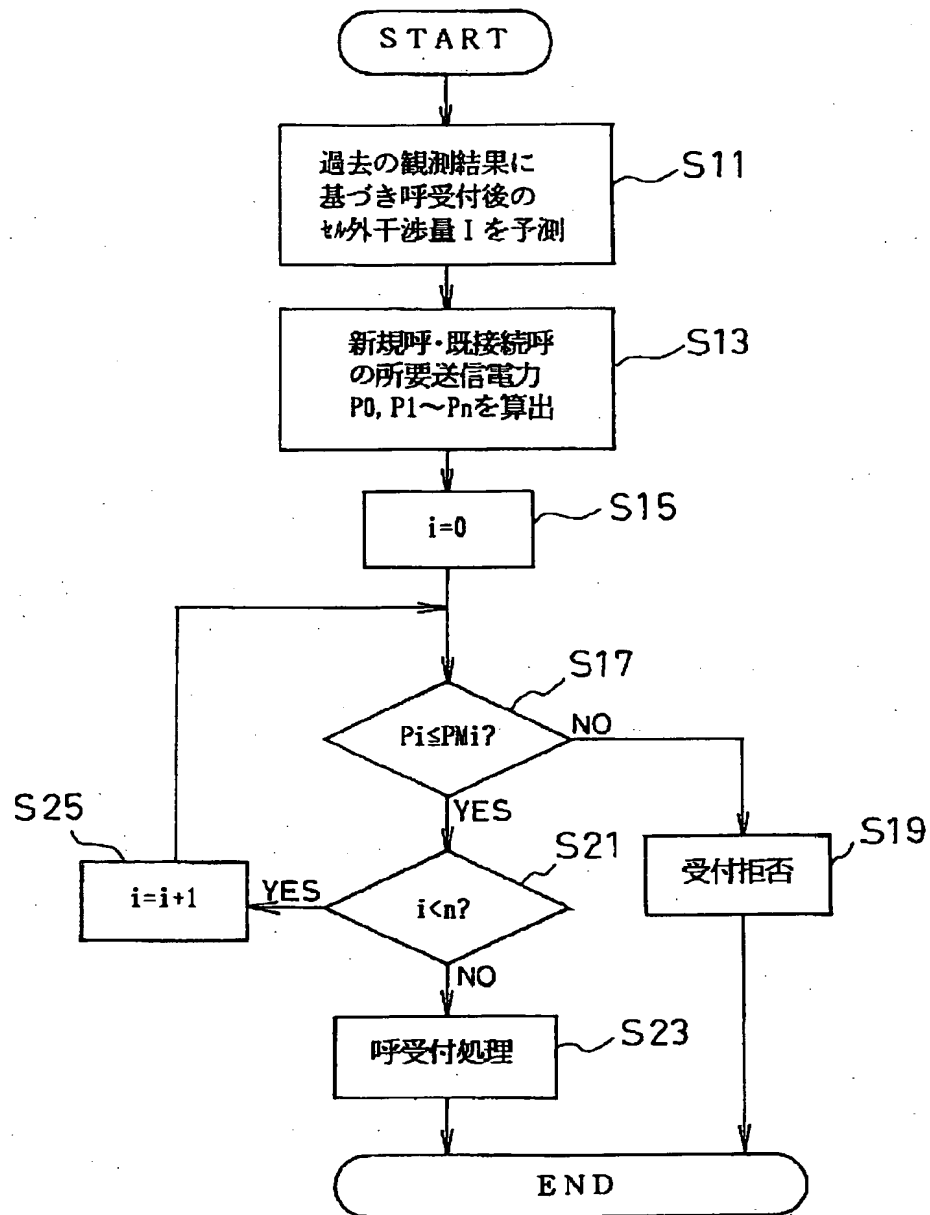 START
過去の観測結果に
基づき呼受付後の
ｾﾙ外干渉量Iを予測
S11
新規呼・既接続呼
の所要送信電力
P0, P1〜Pnを算出
S13
i=0
S15
Pi≦PMi?
S17
NO
YES
受付拒否
S19
i<n?
S21
YES
i=i+1
S25
NO
呼受付処理
S23
END